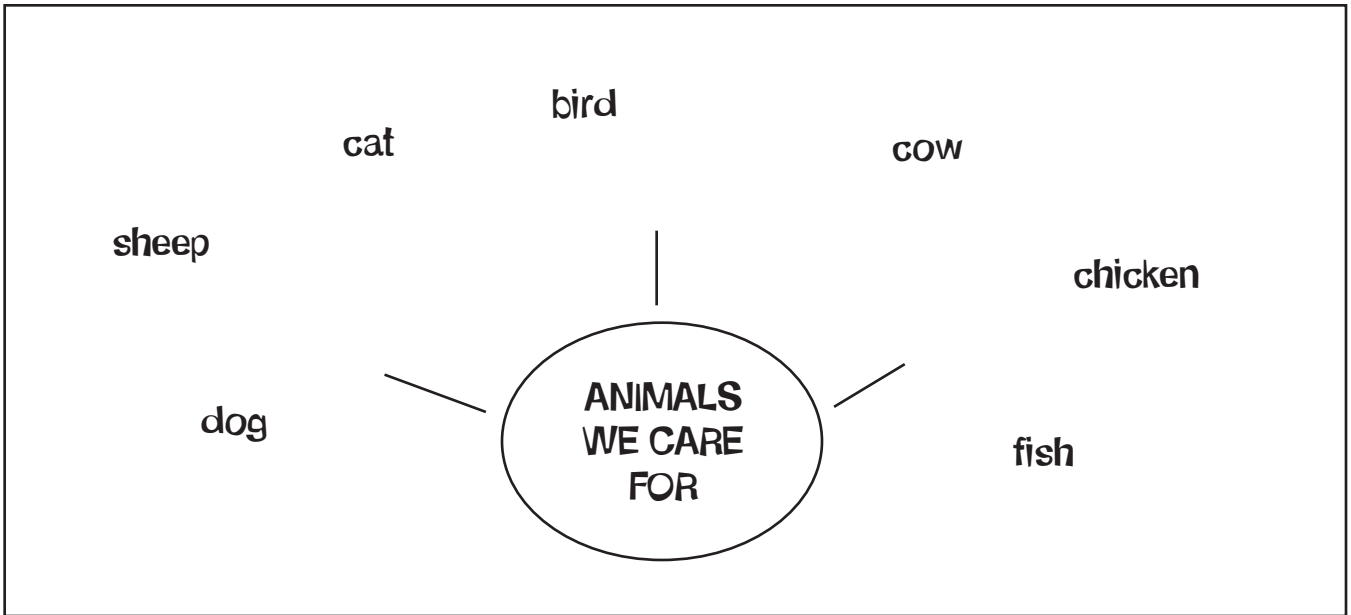 bird
cat
cow
sheep
chicken
ANIMALS
WE CARE
FOR
dog
fish